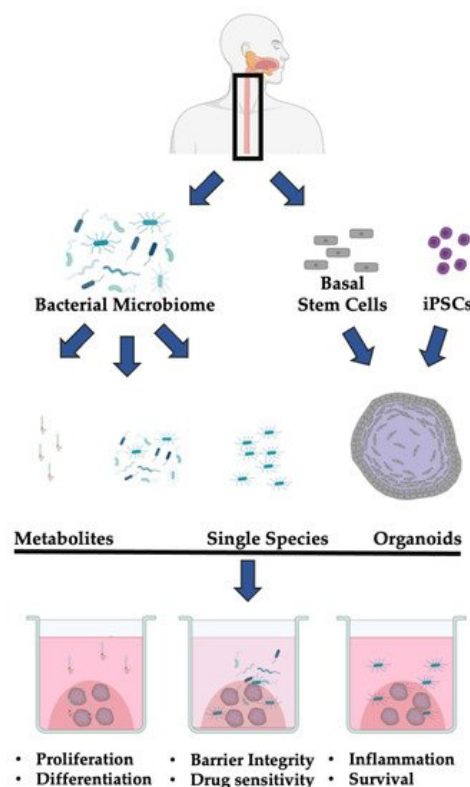 Bacterial Microbiome
Basal
Stem Cells
iPSCs
Metabolites
Single Species
Organoids
• Proliferation
• Differentiation
• Barrier Integrity
• Drug sensitivity
• Inflammation
• Survival